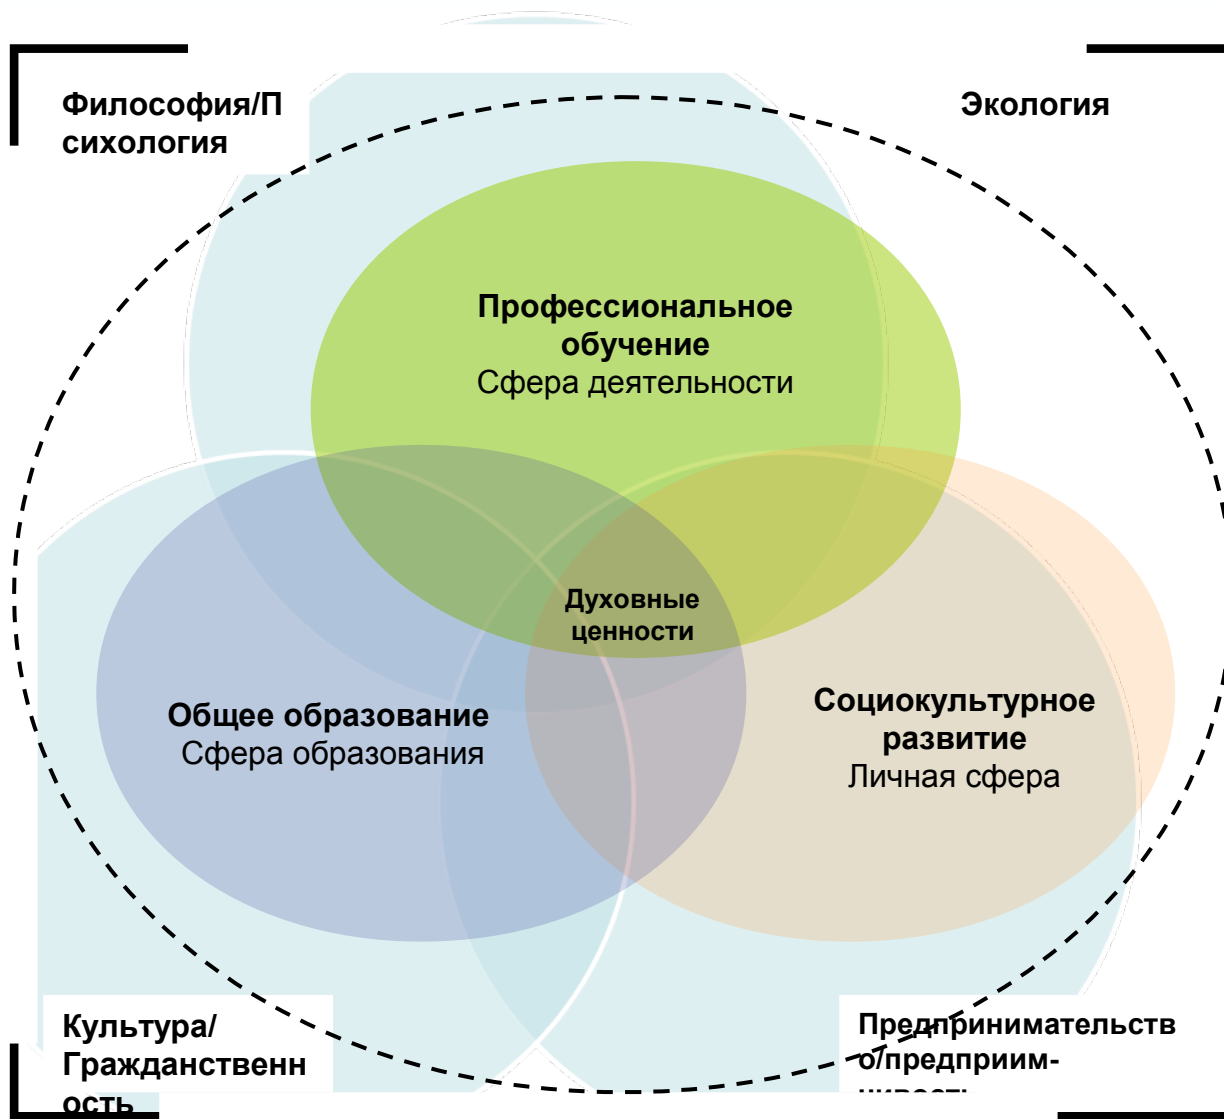 Философия/П
сихология
Экология
Профессиональное
обучение
Сфера деятельности
Духовные
ценности
Общее образование
Сфера образования
Социокультурное
развитие
Личная сфера
Культура/
Гражданственн
ость
Предпринимательств
о/предприим-
чивость